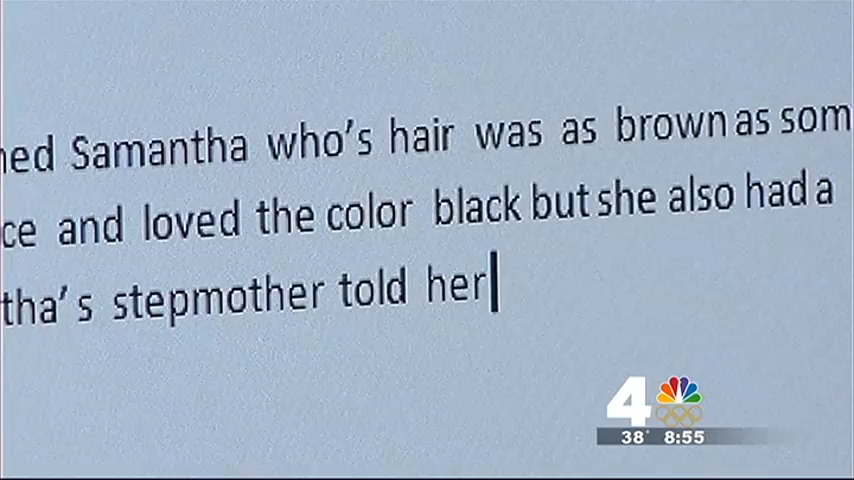 Samantha who's hair was as brown as som
ce and loved the color black but she also had a
tha's stepmother told her
4
38° 8:55